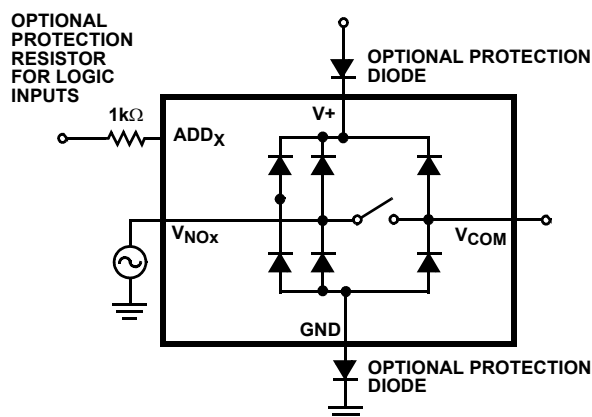 OPTIONAL
PROTECTION
RESISTOR
FOR LOGIC
INPUTS
OPTIONAL PROTECTION
DIODE
1kΩ
V+
ADDX
VNOx
VCOM
GND
OPTIONAL PROTECTION
DIODE